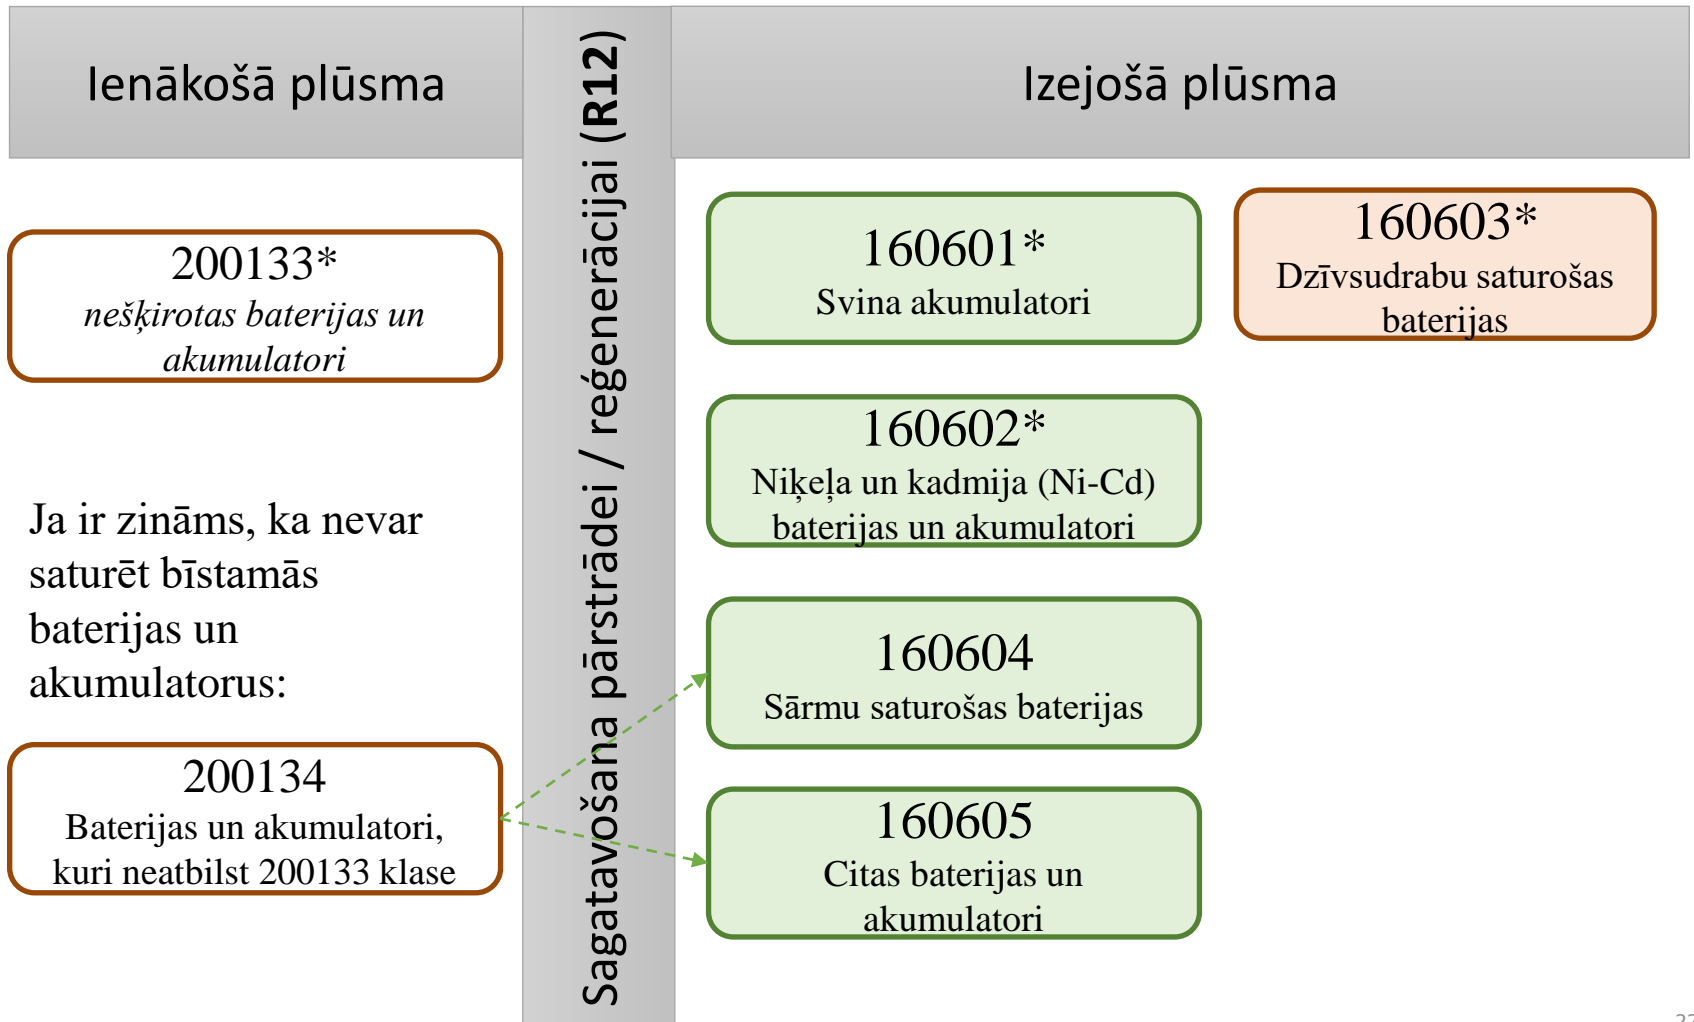 Ienākošā plūsma
Sagatavošana pārstrādei / reģenerācijai (R12)
Izejošā plūsma
200133*
nešķirotas baterijas un
akumulatori
Ja ir zināms, ka nevar
saturēt bīstamās
baterijas un
akumulatorus:
200134
Baterijas un akumulatori,
kuri neatbilst 200133 klase
160601*
Svina akumulatori
160603*
Dzīvsudrabu saturošas
baterijas
160602*
Niķeļa un kadmija (Ni-Cd)
baterijas un akumulatori
160604
Sārmu saturošas baterijas
160605
Citas baterijas un
akumulatori